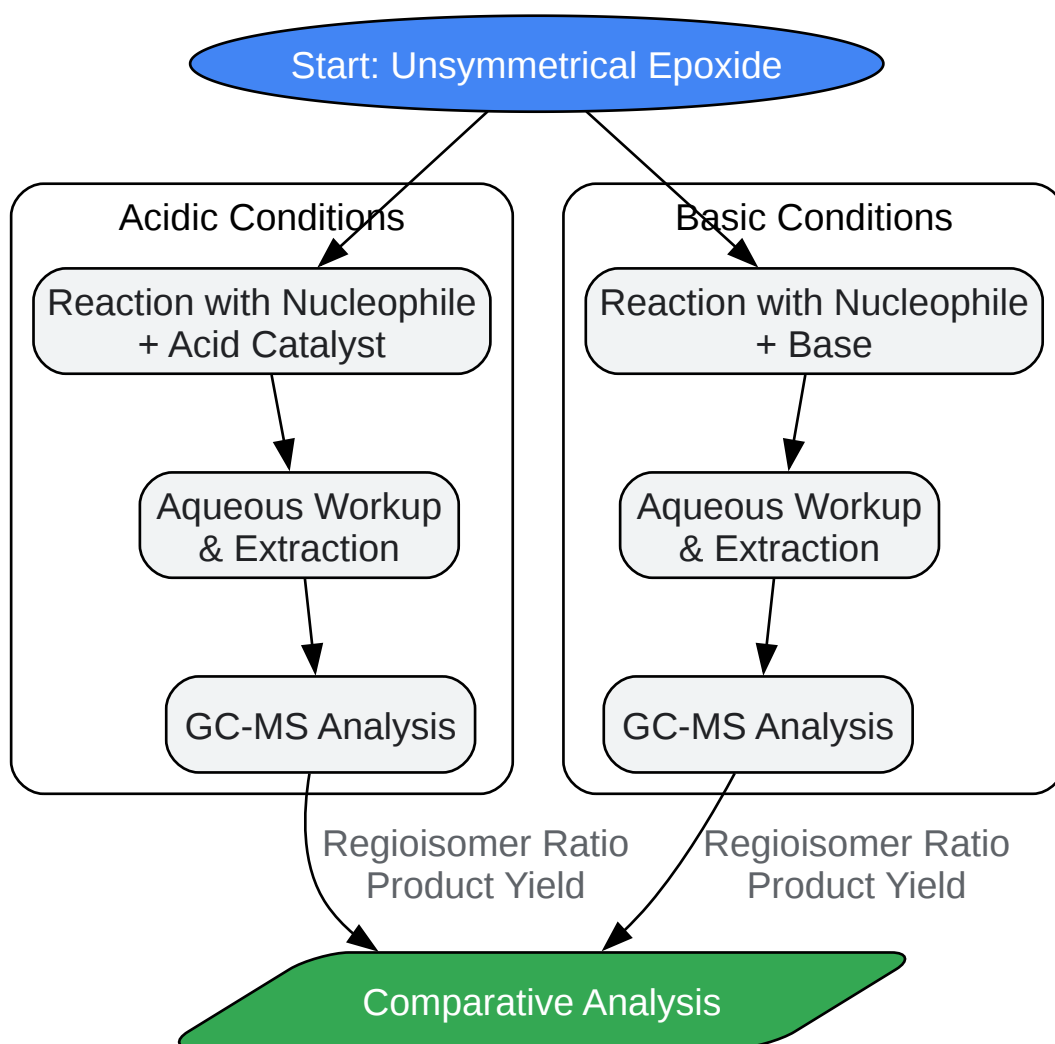 Start: Unsymmetrical Epoxide
Acidic Conditions
Reaction with Nucleophile
+ Acid Catalyst
Aqueous Workup
& Extraction
GC-MS Analysis
Regioisomer Ratio
Product Yield
Basic Conditions
Reaction with Nucleophile
+ Base
Aqueous Workup
& Extraction
GC-MS Analysis
Regioisomer Ratio
Product Yield
Comparative Analysis